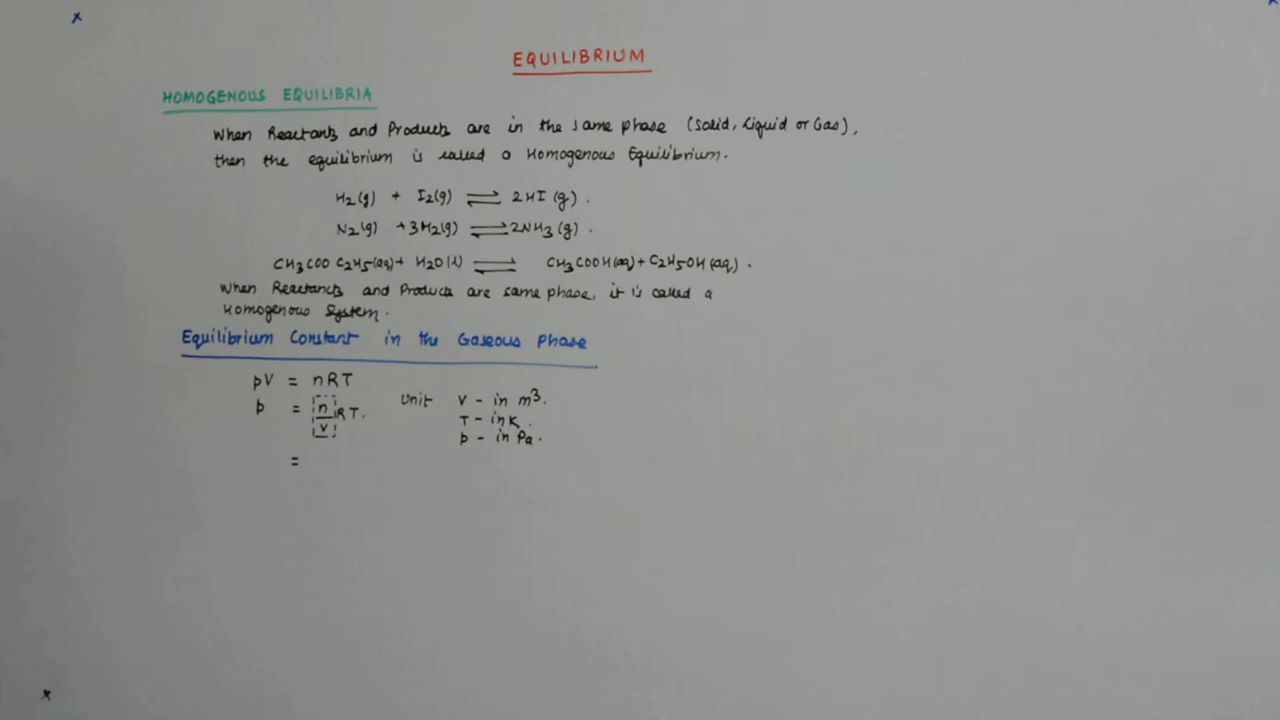 EQUILIBRIUM
HOMOGENOUS EQUILIBRIA
When Reactants and Products are in the same phase (Solid, Liquid or Gas),
then the equilibrium is called a Homogenous Equilibrium.
H2(g) + I2(g) ⇌ 2HI(g).
N2(g) + 3H2(g) ⇌ 2NH3(g).
CH3COO C2H5(aq) + H2O(l) ⇌ CH3COOH(aq) + C2H5OH(aq).
When Reactants and Products are same phase, it is called a
Homogenous System.
Equilibrium Constant in the Gaseous Phase
pV = nRT
p = n/v RT. Unit V - in m³.
T - in K.
p - in Pa.
=